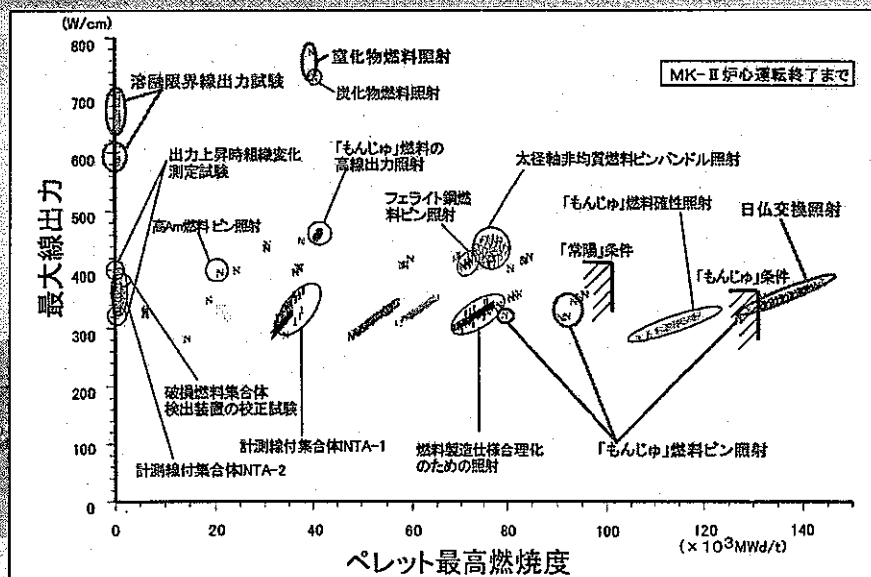 (W/cm)
800
700
600
500
400
300
200
100
0
最大線出力
0
20
40
60
80
100
120
140
(×10³MWd/t)
ペレット最高燃焼度
MK-Ⅱ炉心運転終了まで
溶融限界線出力試験
窒化物燃料照射
炭化物燃料照射
出力上昇時組織変化
測定試験
「もんじゅ」燃料の
高線出力照射
太径軸非均質燃料ピンバンドル照射
高Am燃料ピン照射
フェライト鋼燃
料ピン照射
「もんじゅ」燃料確性照射
日仏交換照射
「常陽」条件
「もんじゅ」条件
破損燃料集合体
検出装置の校正試験
計測線付集合体INTA-1
計測線付集合体INTA-2
燃料製造仕様合理化
のための照射
「もんじゅ」燃料ピン照射